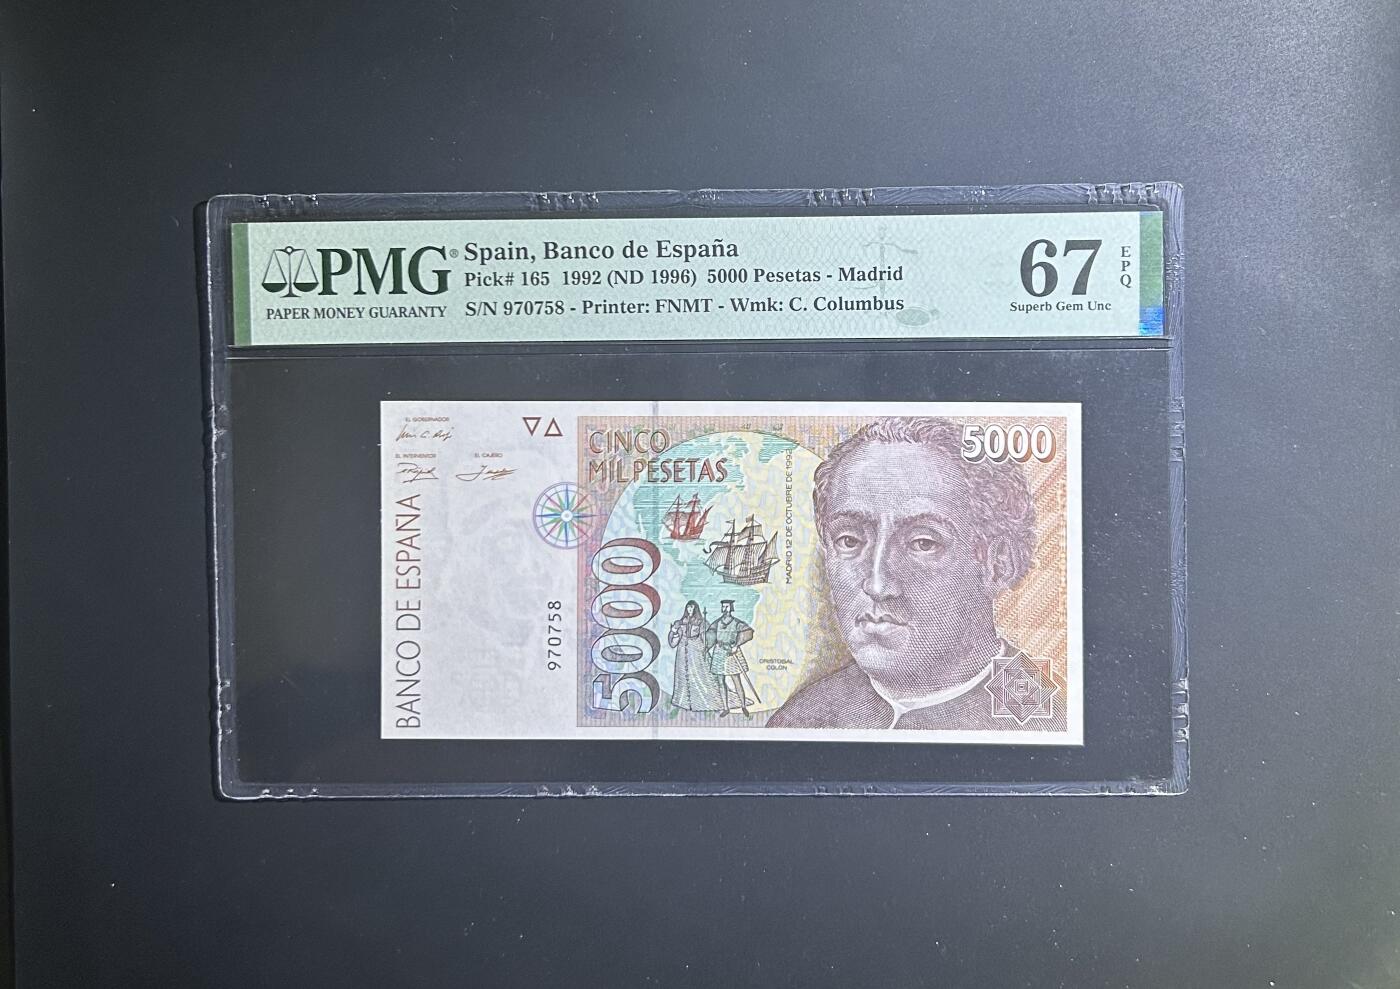 PMG®
PAPER MONEY GUARANTY
Spain, Banco de España
Pick# 165 1992 (ND 1996) 5000 Pesetas - Madrid
S/N 970758 - Printer: FNMT - Wmk: C. Columbus
67
EPQ
Superb Gem Unc
EL GOBERNADOR
EL INTERVENTOR
EL CAJERO
BANCO DE ESPAÑA
970758
CINCO
MIL PESETAS
5000
MADRID 12 DE OCTUBRE DE 1992
CRISTOBAL
COLON
5000